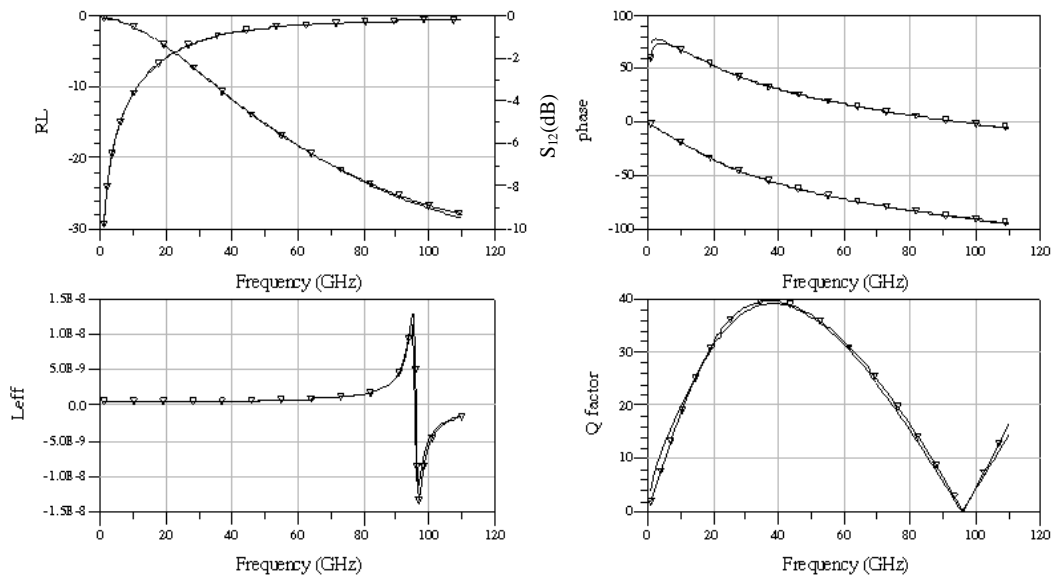 0
-10
-20
-30
RL
0
-2
-4
-6
-8
-10
S12(dB)
0 20 40 60 80 100 120
Frequency (GHz)
100
50
0
-50
-100
phase
0 20 40 60 80 100 120
Frequency (GHz)
1.5E-8
1.0E-8
5.0E-9
0.0
-5.0E-9
-1.0E-8
-1.5E-8
Leff
0 20 40 60 80 100 120
Frequency (GHz)
40
30
20
10
0
Q factor
0 20 40 60 80 100 120
Frequency (GHz)